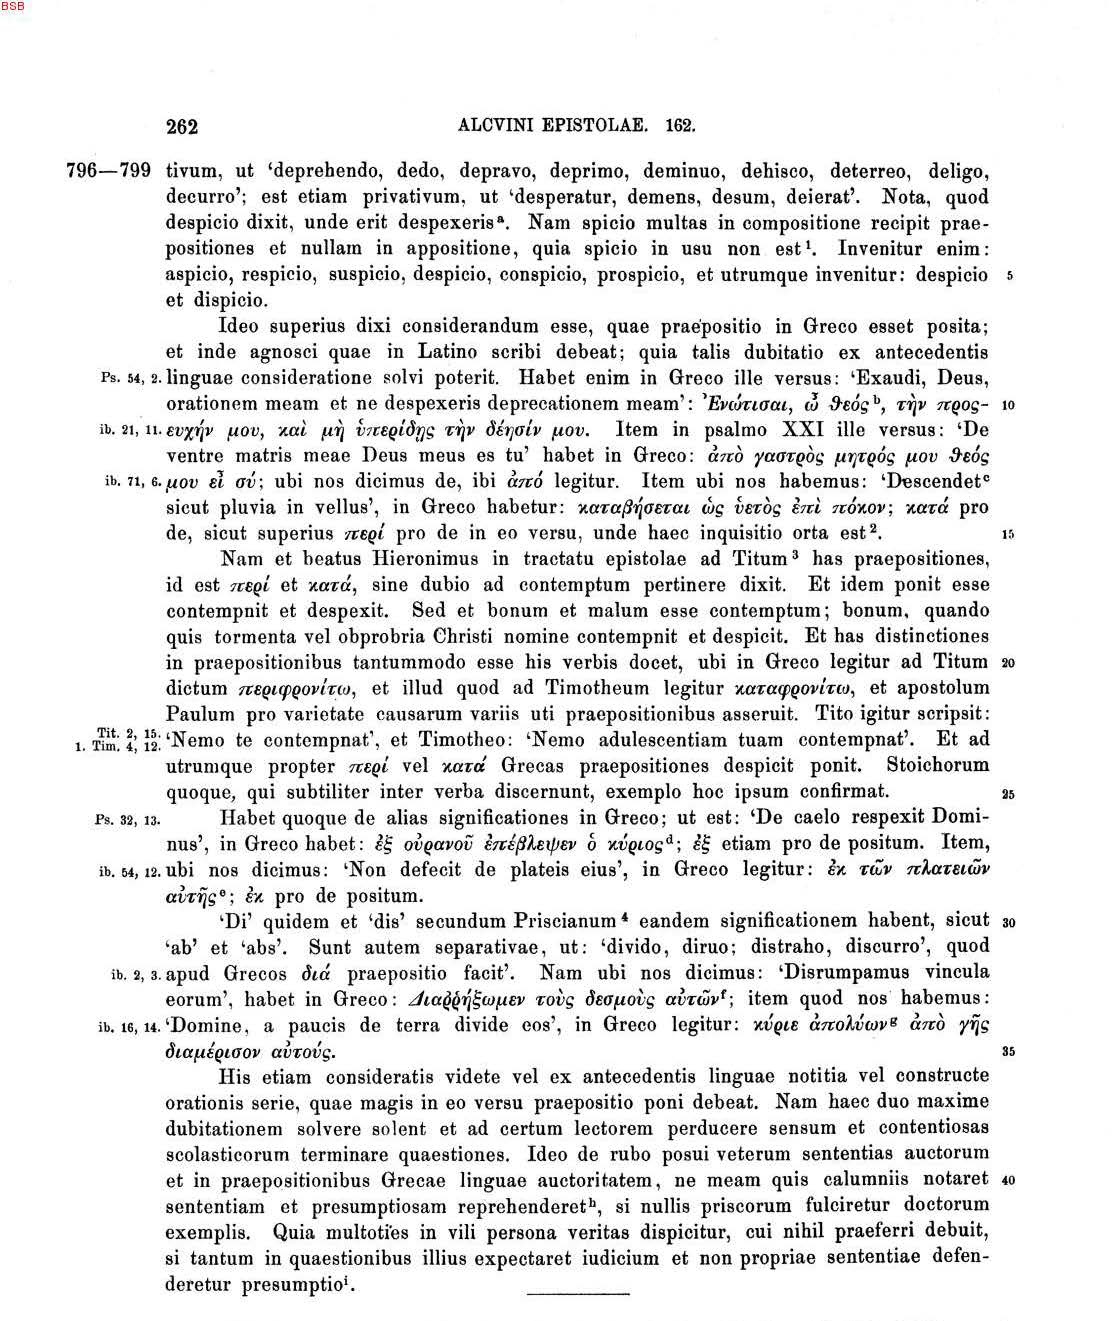 BSB
262 ALCVINI EPISTOLAE. 162.
796—799 tivum, ut ‘deprehendo, dedo, depravo, deprimo, deminuo, dehisco, deterreo, deligo,
decurro’; est etiam privativum, ut ‘desperatur, demens, desum, deierat’. Nota, quod
despicio dixit, unde erit despexerisᵃ. Nam spicio multas in compositione recipit prae-
positiones et nullam in appositione, quia spicio in usu non est¹. Invenitur enim:
aspicio, respicio, suspicio, despicio, conspicio, prospicio, et utrumque invenitur: despicio 5
et dispicio.
Ideo superius dixi considerandum esse, quae praepositio in Greco esset posita;
et inde agnosci quae in Latino scribi debeat; quia talis dubitatio ex antecedentis
Ps. 54, 2. linguae consideratione solvi poterit. Habet enim in Greco ille versus: ‘Exaudi, Deus,
orationem meam et ne despexeris deprecationem meam’: Ἐνώτισαι, ὦ θεόςᵇ, τὴν προς- 10
ib. 21, 11. ευχήν μου, καὶ μὴ ὑπερίδῃς τὴν δέησίν μου. Item in psalmo XXI ille versus: ‘De
ventre matris meae Deus meus es tu’ habet in Greco: ἀπὸ γαστρὸς μητρός μου θεός
ib. 71, 6. μου εἶ σύ; ubi nos dicimus de, ibi ἀπό legitur. Item ubi nos habemus: ‘Descendetᶜ
sicut pluvia in vellus’, in Greco habetur: καταβήσεται ὡς ὑετὸς ἐπὶ πόκον; κατά pro
de, sicut superius περί pro de in eo versu, unde haec inquisitio orta est². 15
Nam et beatus Hieronimus in tractatu epistolae ad Titum³ has praepositiones,
id est περί et κατά, sine dubio ad contemptum pertinere dixit. Et idem ponit esse
contempnit et despexit. Sed et bonum et malum esse contemptum; bonum, quando
quis tormenta vel obprobria Christi nomine contempnit et despicit. Et has distinctiones
in praepositionibus tantummodo esse his verbis docet, ubi in Greco legitur ad Titum 20
dictum περιφρονίτω, et illud quod ad Timotheum legitur καταφρονίτω, et apostolum
Paulum pro varietate causarum variis uti praepositionibus asseruit. Tito igitur scripsit:
Tit. 2, 15. 1. Tim. 4, 12. ‘Nemo te contempnat’, et Timotheo: ‘Nemo adulescentiam tuam contempnat’. Et ad
utrumque propter περί vel κατά Grecas praepositiones despicit ponit. Stoichorum
quoque, qui subtiliter inter verba discernunt, exemplo hoc ipsum confirmat. 25
Ps. 32, 13. Habet quoque de alias significationes in Greco; ut est: ‘De caelo respexit Domi-
nus’, in Greco habet: ἐξ οὐρανοῦ ἐπέβλειψεν ὁ κύριοςᵈ; ἐξ etiam pro de positum. Item,
ib. 54, 12. ubi nos dicimus: ‘Non defecit de plateis eius’, in Greco legitur: ἐκ τῶν πλατειῶν
αὐτῆςᵉ; ἐκ pro de positum.
‘Di’ quidem et ‘dis’ secundum Priscianum⁴ eandem significationem habent, sicut 30
‘ab’ et ‘abs’. Sunt autem separativae, ut: ‘divido, diruo; distraho, discurro’, quod
ib. 2, 3. apud Grecos διά praepositio facit’. Nam ubi nos dicimus: ‘Disrumpamus vincula
eorum’, habet in Greco: Διαῤῥήξωμεν τοὺς δεσμοὺς αὐτῶνᶠ; item quod nos habemus:
ib. 16, 14. ‘Domine, a paucis de terra divide eos’, in Greco legitur: κύριε ἀπολύωνᵍ ἀπὸ γῆς
διαμέρισον αὐτούς. 35
His etiam consideratis videte vel ex antecedentis linguae notitia vel constructe
orationis serie, quae magis in eo versu praepositio poni debeat. Nam haec duo maxime
dubitationem solvere solent et ad certum lectorem perducere sensum et contentiosas
scolasticorum terminare quaestiones. Ideo de rubo posui veterum sententias auctorum
et in praepositionibus Grecae linguae auctoritatem, ne meam quis calumniis notaret 40
sententiam et presumptiosam reprehenderetʰ, si nullis priscorum fulciretur doctorum
exemplis. Quia multoties in vili persona veritas dispicitur, cui nihil praeferri debuit,
si tantum in quaestionibus illius expectaret iudicium et non propriae sententiae defen-
deretur presumptioⁱ.